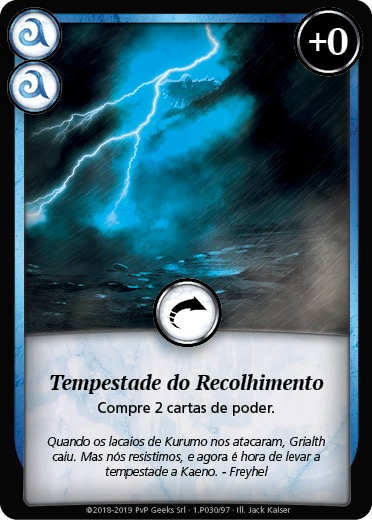 +0
Tempestade do Recolhimento
Compre 2 cartas de poder.
Quando os lacaios de Kurumo nos atacaram, Grialth
caiu. Mas nós resistimos, e agora é hora de levar a
tempestade a Kaeno. - Freyhel
©2018-2019 PvP Geeks Srl · 1.P030/97 · Ill. Jack Kaiser